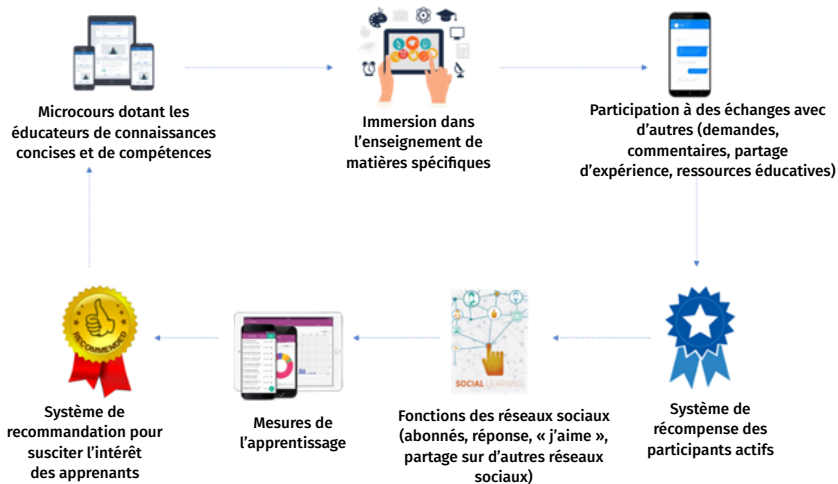 Microcours dotant les
éducateurs de connaissances
concises et de compétences
Immersion dans
l'enseignement de
matières spécifiques
Participation à des échanges avec
d'autres (demandes,
commentaires, partage
d'expérience, ressources éducatives)
RECOMMENDED
Système de
recommandation pour
susciter l'intérêt
des apprenants
Mesures de
l'apprentissage
SOCIAL LEARNING
Fonctions des réseaux sociaux
(abonnés, réponse, « j'aime »,
partage sur d'autres réseaux
sociaux)
Système de
récompense des
participants actifs